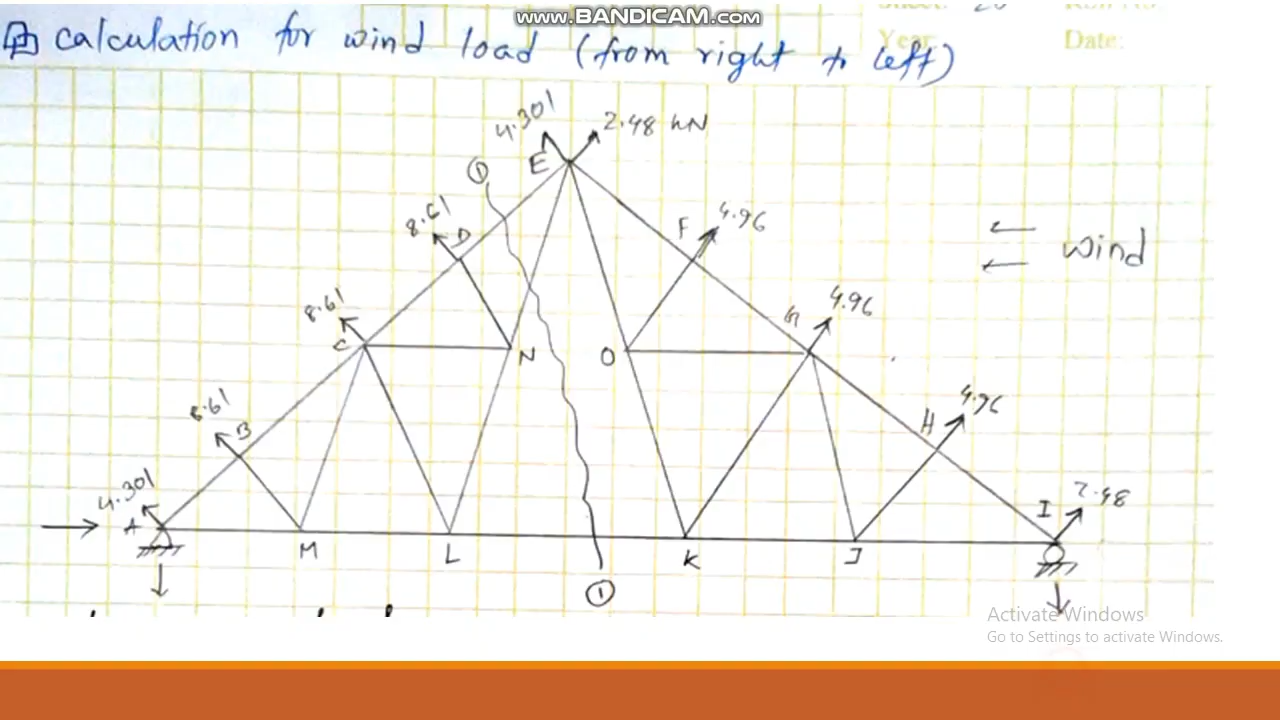 www.BANDICAM.com
calculation for wind load (from right to left)
Year:
Date:
4.301
2.48 kN
E
①
8.61
D
F
4.96
wind
8.61
C
N
O
G
4.96
8.61
B
H
4.96
4.301
A
M
L
K
J
I
2.48
①
Activate Windows
Go to Settings to activate Windows.